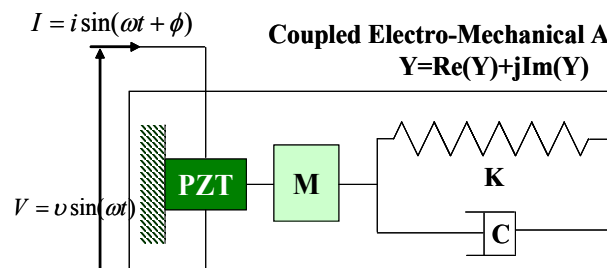 I = i sin(ωt + ϕ)
Coupled Electro-Mechanical A
Y=Re(Y)+jIm(Y)
PZT
M
K
V = υ sin(ωt)
C